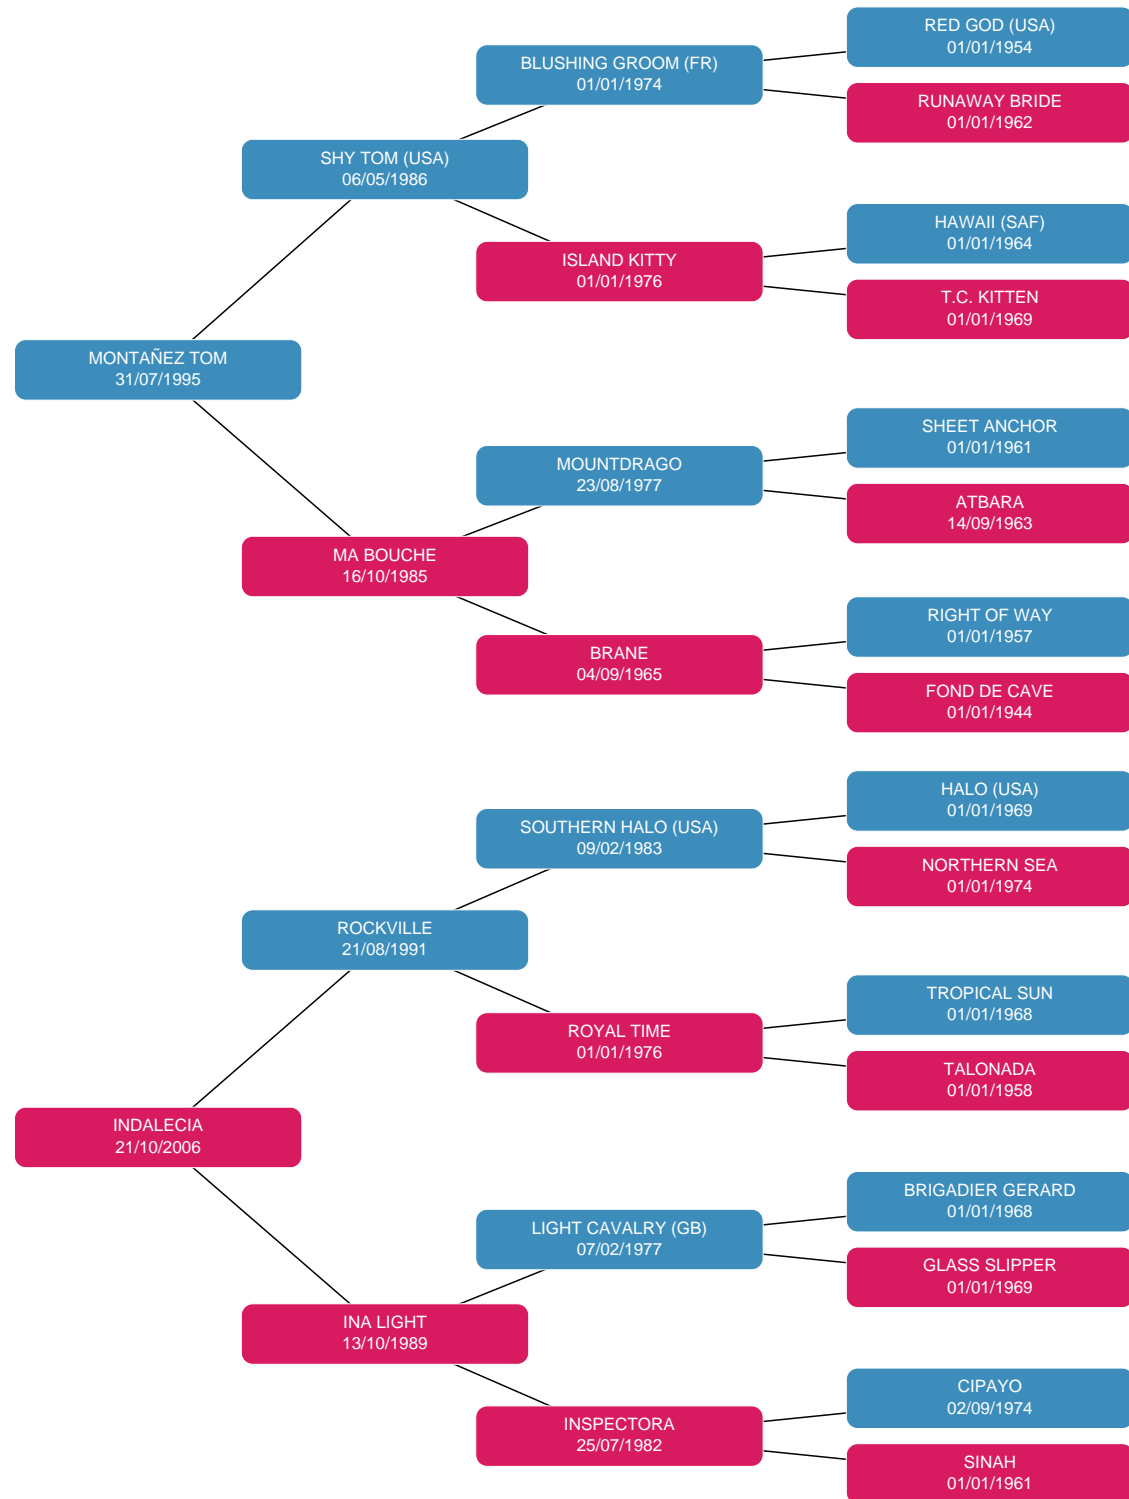 RED GOD (USA)
01/01/1954
BLUSHING GROOM (FR)
01/01/1974
RUNAWAY BRIDE
01/01/1962
SHY TOM (USA)
06/05/1986
HAWAII (SAF)
01/01/1964
ISLAND KITTY
01/01/1976
T.C. KITTEN
01/01/1969
MONTAÑEZ TOM
31/07/1995
SHEET ANCHOR
01/01/1961
MOUNTDRAGO
23/08/1977
ATBARA
14/09/1963
MA BOUCHE
16/10/1985
RIGHT OF WAY
01/01/1957
BRANE
04/09/1965
FOND DE CAVE
01/01/1944
HALO (USA)
01/01/1969
SOUTHERN HALO (USA)
09/02/1983
NORTHERN SEA
01/01/1974
ROCKVILLE
21/08/1991
TROPICAL SUN
01/01/1968
ROYAL TIME
01/01/1976
TALONADA
01/01/1958
INDALECIA
21/10/2006
BRIGADIER GERARD
01/01/1968
LIGHT CAVALRY (GB)
07/02/1977
GLASS SLIPPER
01/01/1969
INA LIGHT
13/10/1989
CIPAYO
02/09/1974
INSPECTORA
25/07/1982
SINAH
01/01/1961